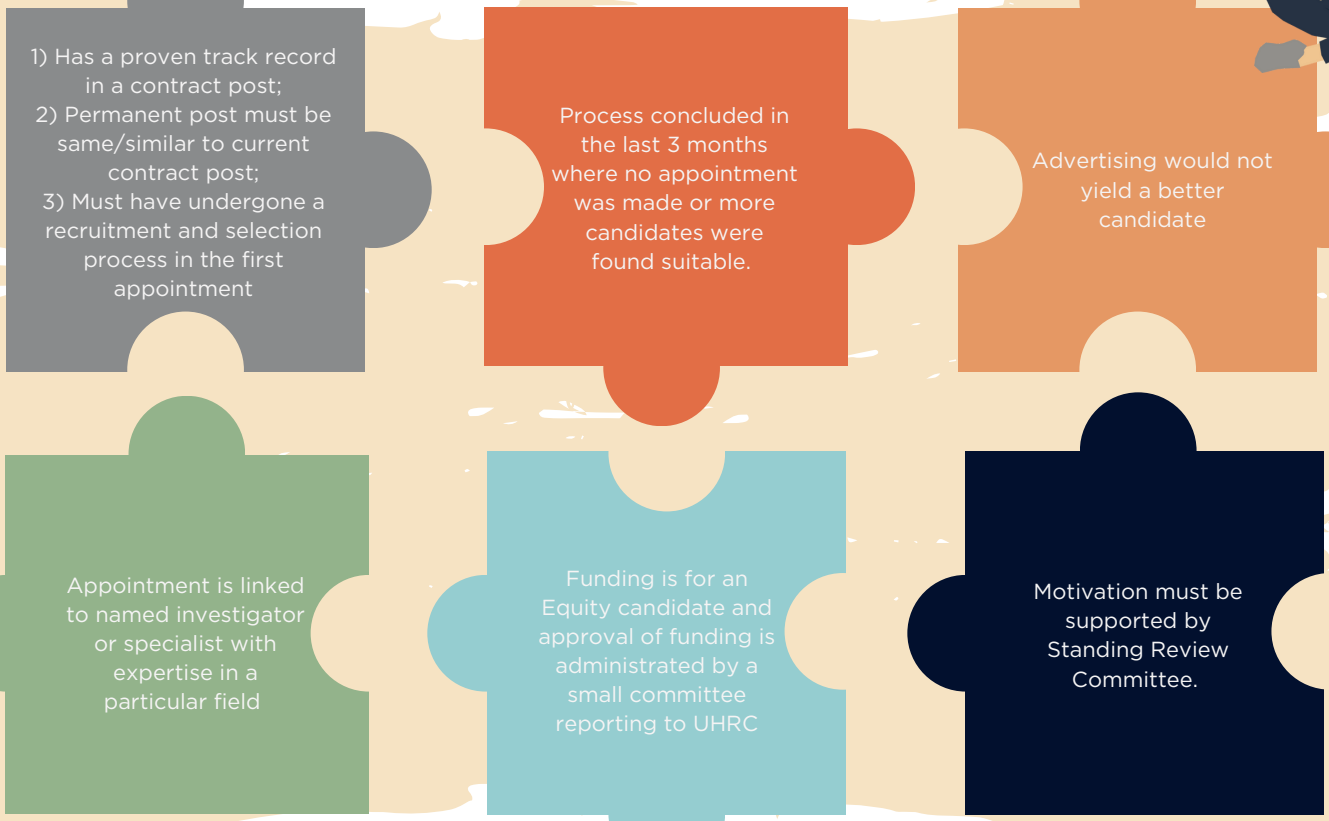 1) Has a proven track record
in a contract post;
2) Permanent post must be
same/similar to current
contract post;
3) Must have undergone a
recruitment and selection
process in the first
appointment
Process concluded in
the last 3 months
where no appointment
was made or more
candidates were
found suitable.
Advertising would not
yield a better
candidate
Appointment is linked
to named investigator
or specialist with
expertise in a
particular field
Funding is for an
Equity candidate and
approval of funding is
administrated by a
small committee
reporting to UHRC
Motivation must be
supported by
Standing Review
Committee.